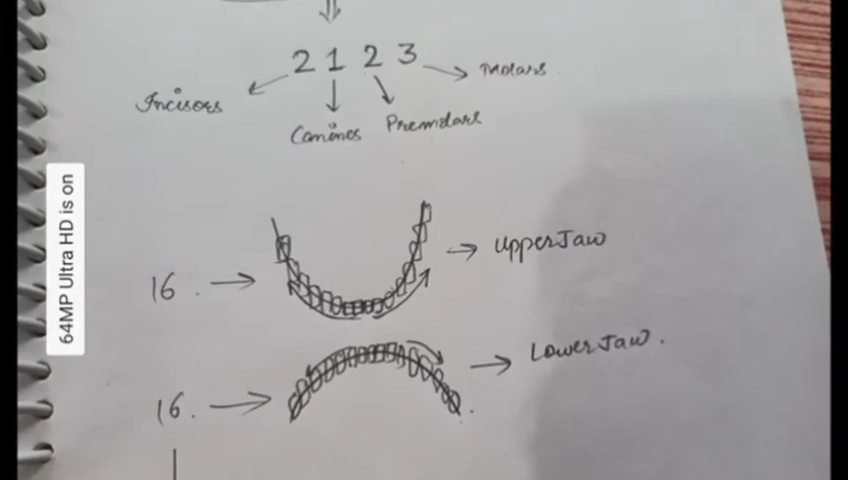 2 1 2 3
Incisors
Canines
Premolars
Molars
16. → → Upper Jaw
16. → → Lower Jaw.
64MP Ultra HD is on